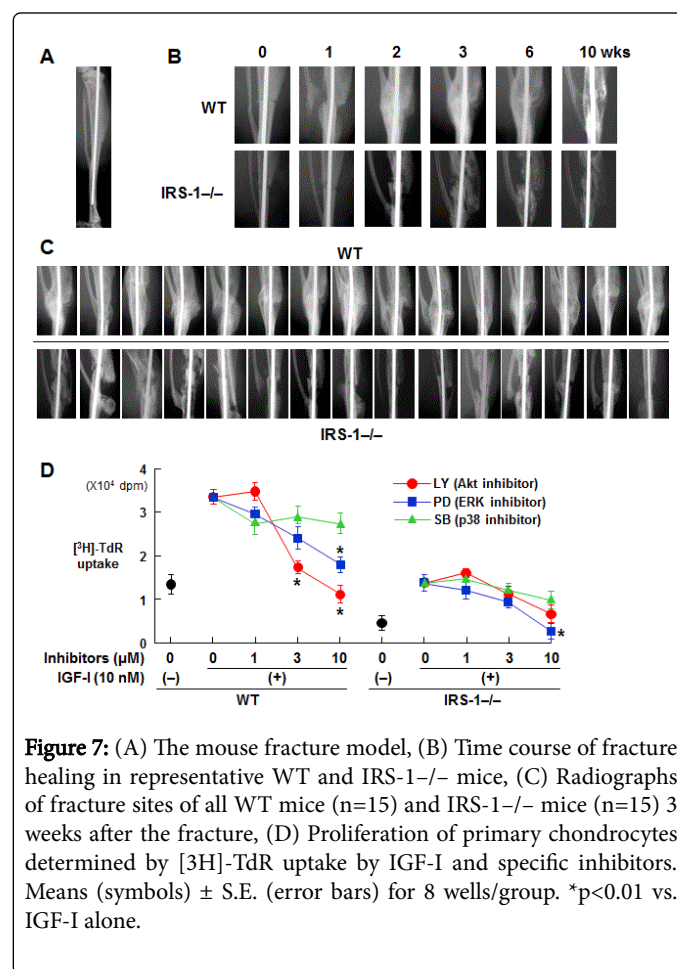 A
B
0 1 2 3 6 10 wks
WT
IRS-1–/–
C
WT
IRS-1–/–
D
(X10⁴ dpm)
4
3
2
1
0
[³H]-TdR
uptake
LY (Akt inhibitor)
PD (ERK inhibitor)
SB (p38 inhibitor)
* * * *
Inhibitors (µM) 0 0 1 3 10 0 0 1 3 10
IGF-I (10 nM) (–) (+) (–) (+)
WT IRS-1–/–
Figure 7: (A) The mouse fracture model, (B) Time course of fracture
healing in representative WT and IRS-1–/– mice, (C) Radiographs
of fracture sites of all WT mice (n=15) and IRS-1–/– mice (n=15) 3
weeks after the fracture, (D) Proliferation of primary chondrocytes
determined by [3H]-TdR uptake by IGF-I and specific inhibitors.
Means (symbols) ± S.E. (error bars) for 8 wells/group. *p<0.01 vs.
IGF-I alone.